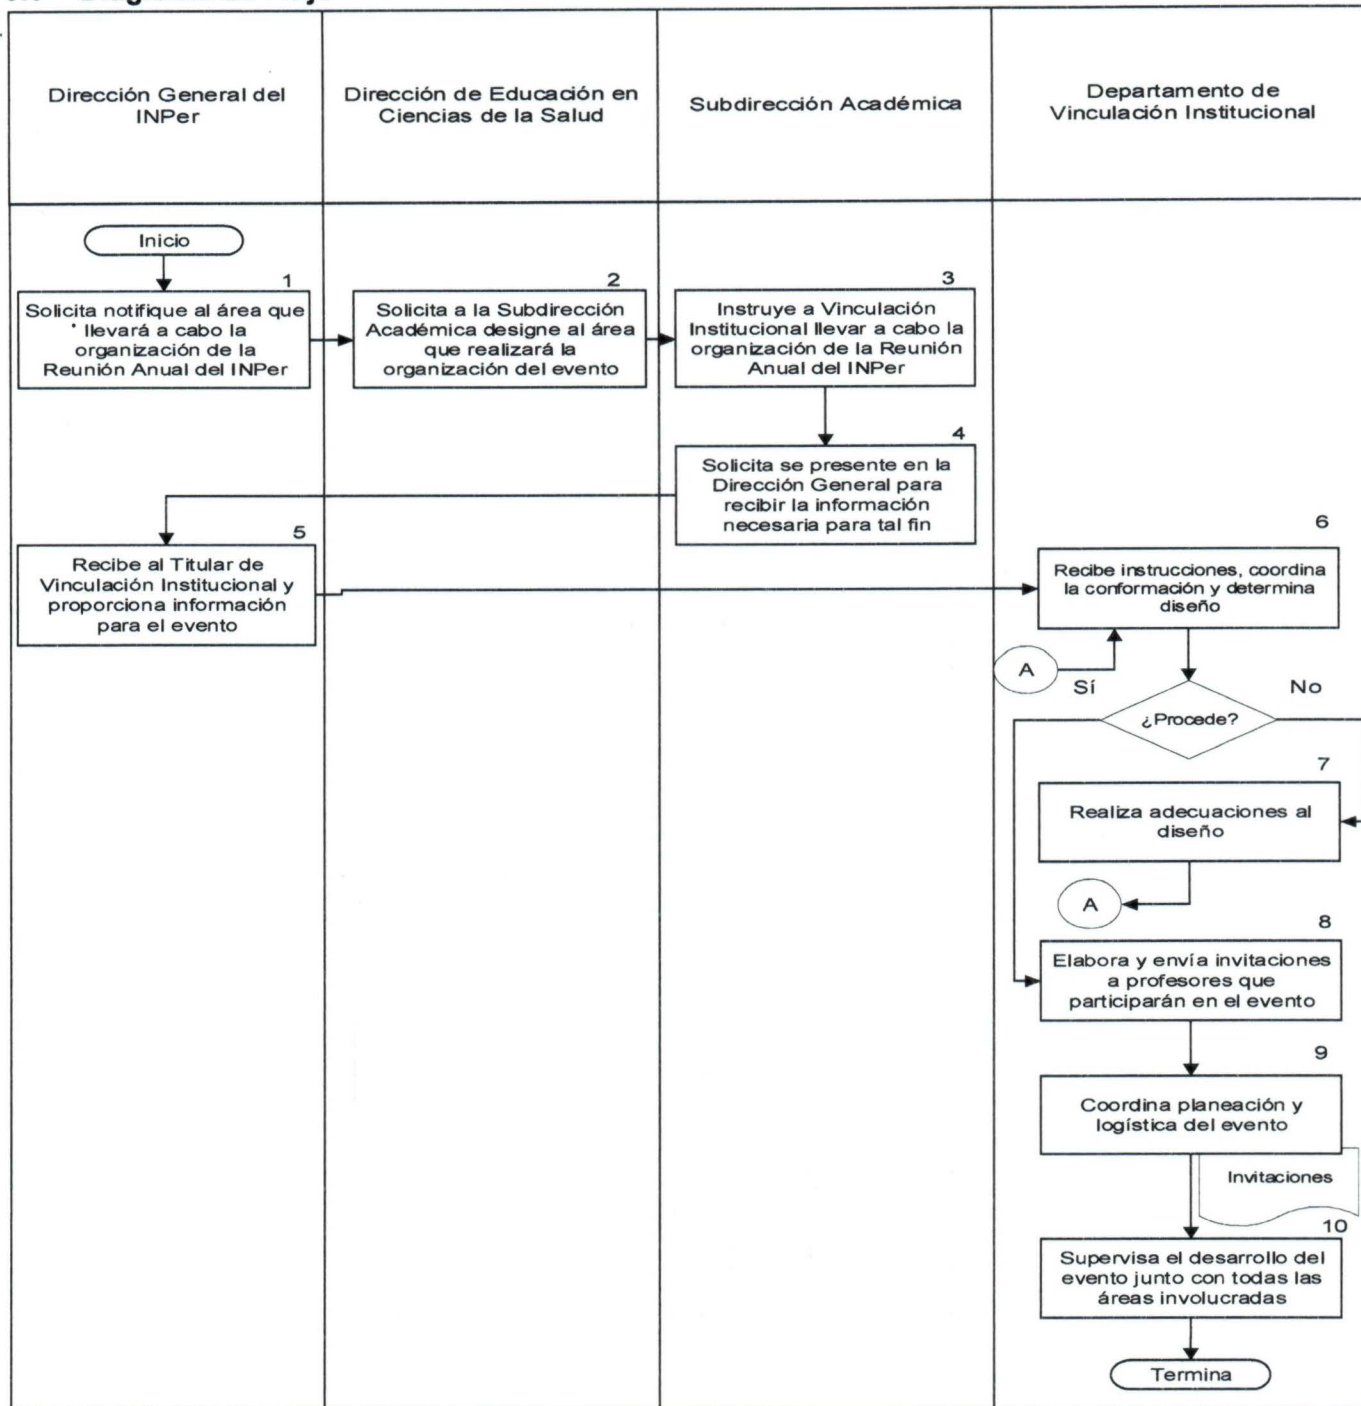 Dirección General del
INPer
Dirección de Educación en
Ciencias de la Salud
Subdirección Académica
Departamento de
Vinculación Institucional
Inicio
1
Solicita notifique al área que
llevará a cabo la
organización de la
Reunión Anual del INPer
2
Solicita a la Subdirección
Académica designe al área
que realizará la
organización del evento
3
Instruye a Vinculación
Institucional llevar a cabo la
organización de la Reunión
Anual del INPer
4
Solicita se presente en la
Dirección General para
recibir la información
necesaria para tal fin
5
Recibe al Titular de
Vinculación Institucional y
proporciona información
para el evento
6
Recibe instrucciones, coordina
la conformación y determina
diseño
A
Sí
No
¿Procede?
7
Realiza adecuaciones al
diseño
A
8
Elabora y envía invitaciones
a profesores que
participarán en el evento
9
Coordina planeación y
logística del evento
Invitaciones
10
Supervisa el desarrollo del
evento junto con todas las
áreas involucradas
Termina